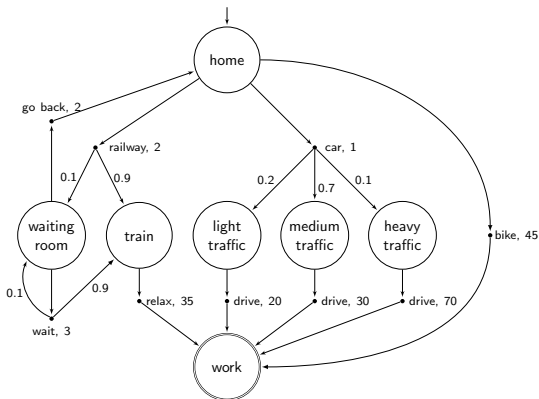 home
go back, 2
railway, 2
car, 1
0.1
0.9
0.2
0.7
0.1
waiting
room
train
light
traffic
medium
traffic
heavy
traffic
bike, 45
0.1
0.9
wait, 3
relax, 35
drive, 20
drive, 30
drive, 70
work